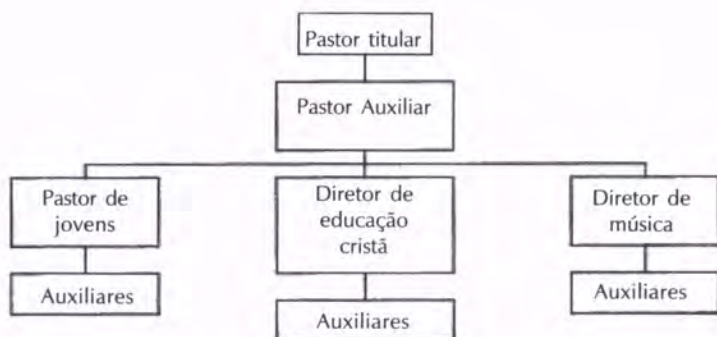 Pastor titular
Pastor Auxiliar
Pastor de
jovens
Auxiliares
Diretor de
educação
cristã
Auxiliares
Diretor de
música
Auxiliares